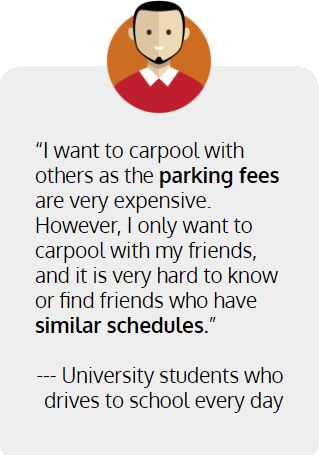 “I want to carpool with
others as the parking fees
are very expensive.
However, I only want to
carpool with my friends,
and it is very hard to know
or find friends who have
similar schedules.”
--- University students who
drives to school every day